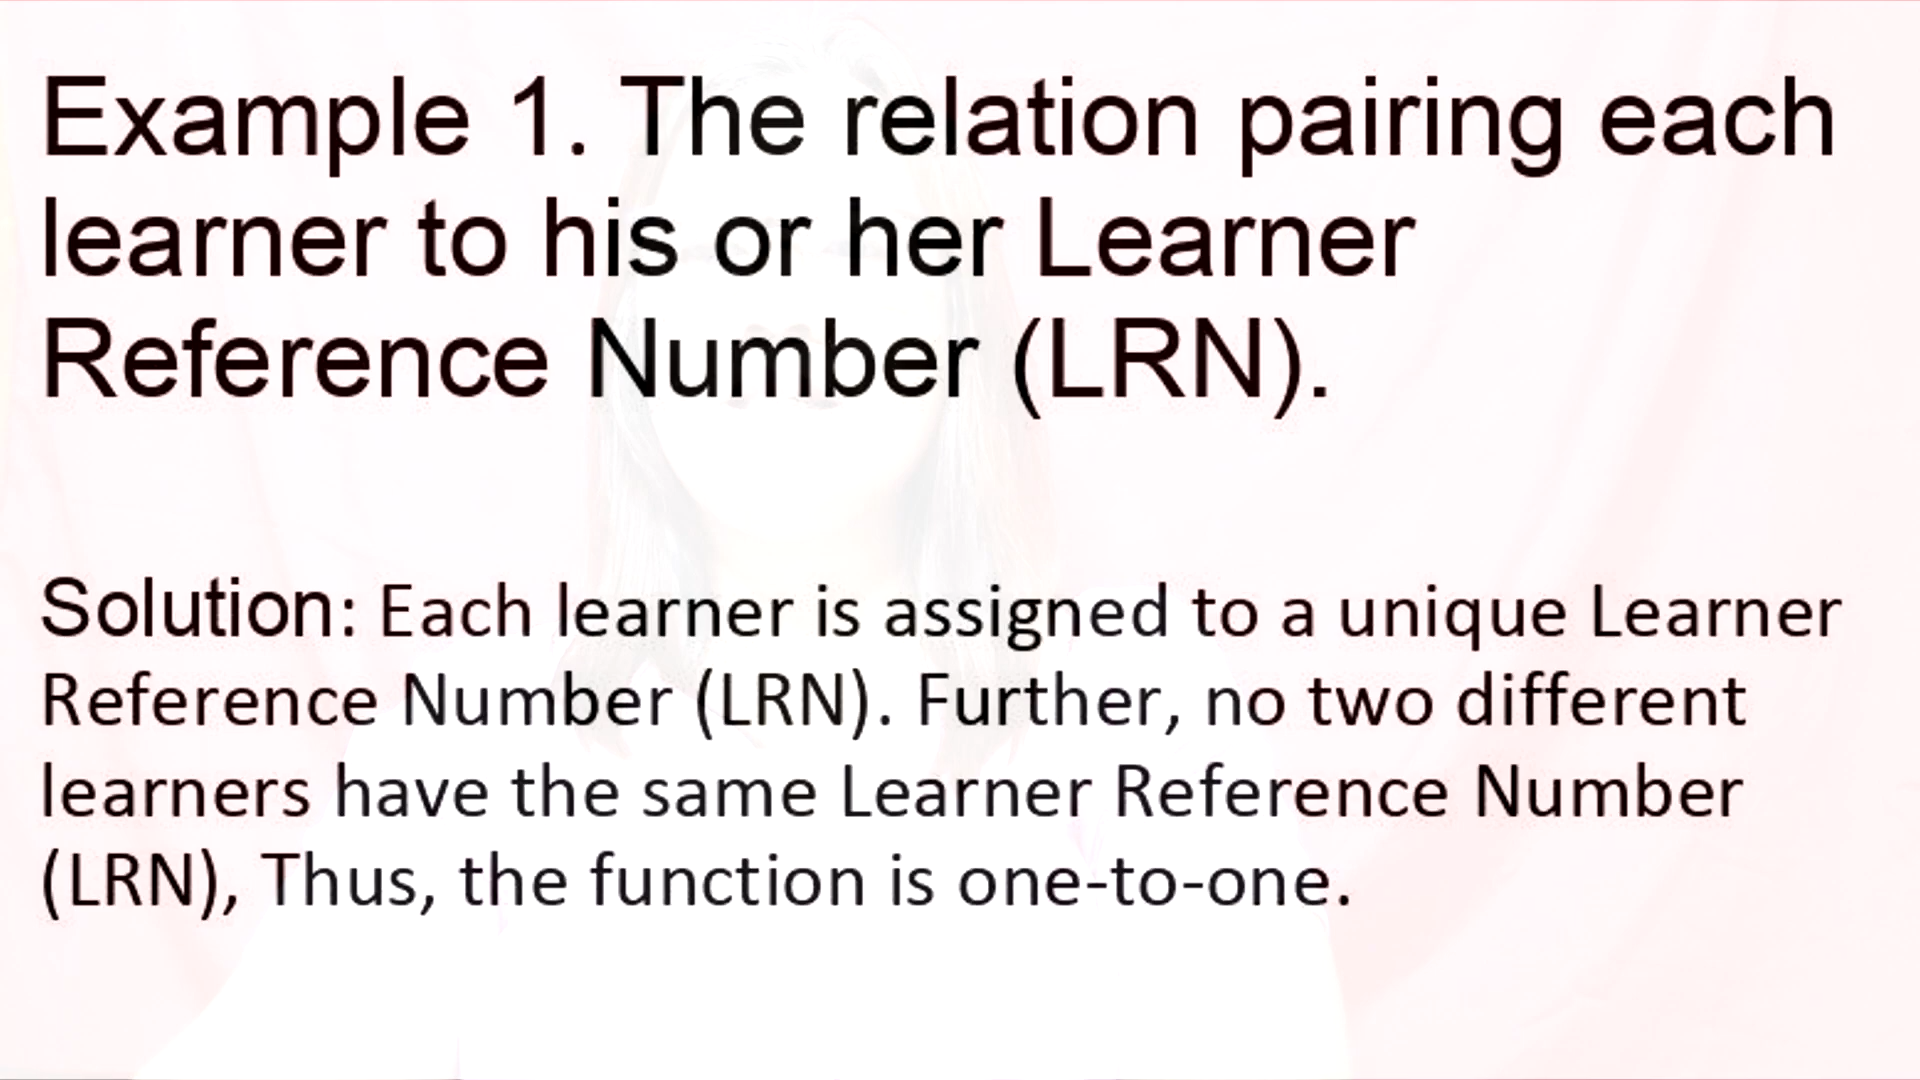 Example 1. The relation pairing each
learner to his or her Learner
Reference Number (LRN).
Solution: Each learner is assigned to a unique Learner
Reference Number (LRN). Further, no two different
learners have the same Learner Reference Number
(LRN), Thus, the function is one-to-one.